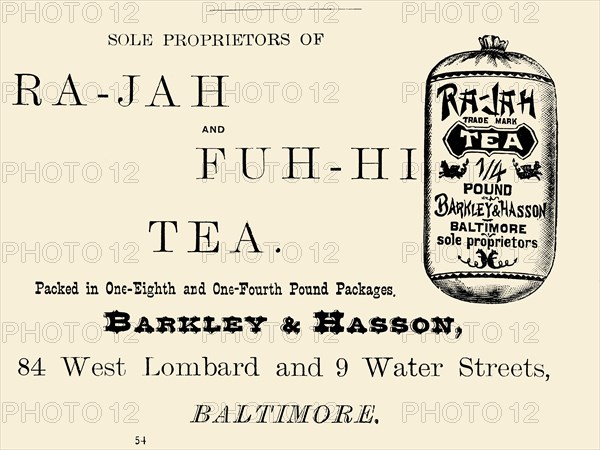 SOLE PROPRIETORS OF
RA-JAH
AND
FUH-HI
TEA.
Packed in One-Eighth and One-Fourth Pound Packages.
BARKLEY & HASSON,
84 West Lombard and 9 Water Streets,
BALTIMORE.
54
RA-JAH
TRADE MARK
TEA
1/4
POUND
BARKLEY & HASSON
BALTIMORE
sole proprietors
PHOTO 12